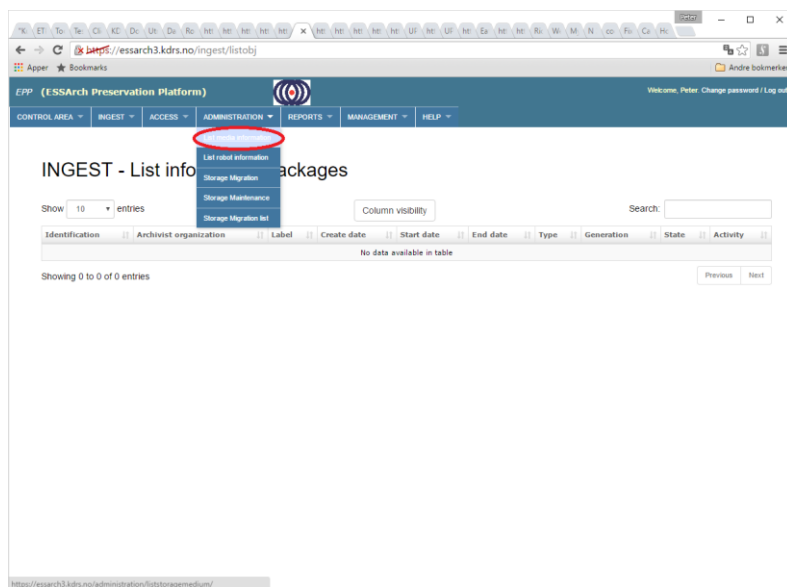 Peter
https://essarch3.kdrs.no/ingest/listobj
Apper Bookmarks Andre bokmerker
EPP (ESSArch Preservation Platform) Welcome, Peter. Change password / Log out
CONTROL AREA INGEST ACCESS ADMINISTRATION REPORTS MANAGEMENT HELP
List media information
List robot information
INGEST - List info ackages
Storage Migration
Storage Maintenance
Storage Migration list
Show 10 entries Column visibility Search:
Identification Archivist organization Label Create date Start date End date Type Generation State Activity
No data available in table
Showing 0 to 0 of 0 entries Previous Next
https://essarch3.kdrs.no/administration/liststoragemedium/